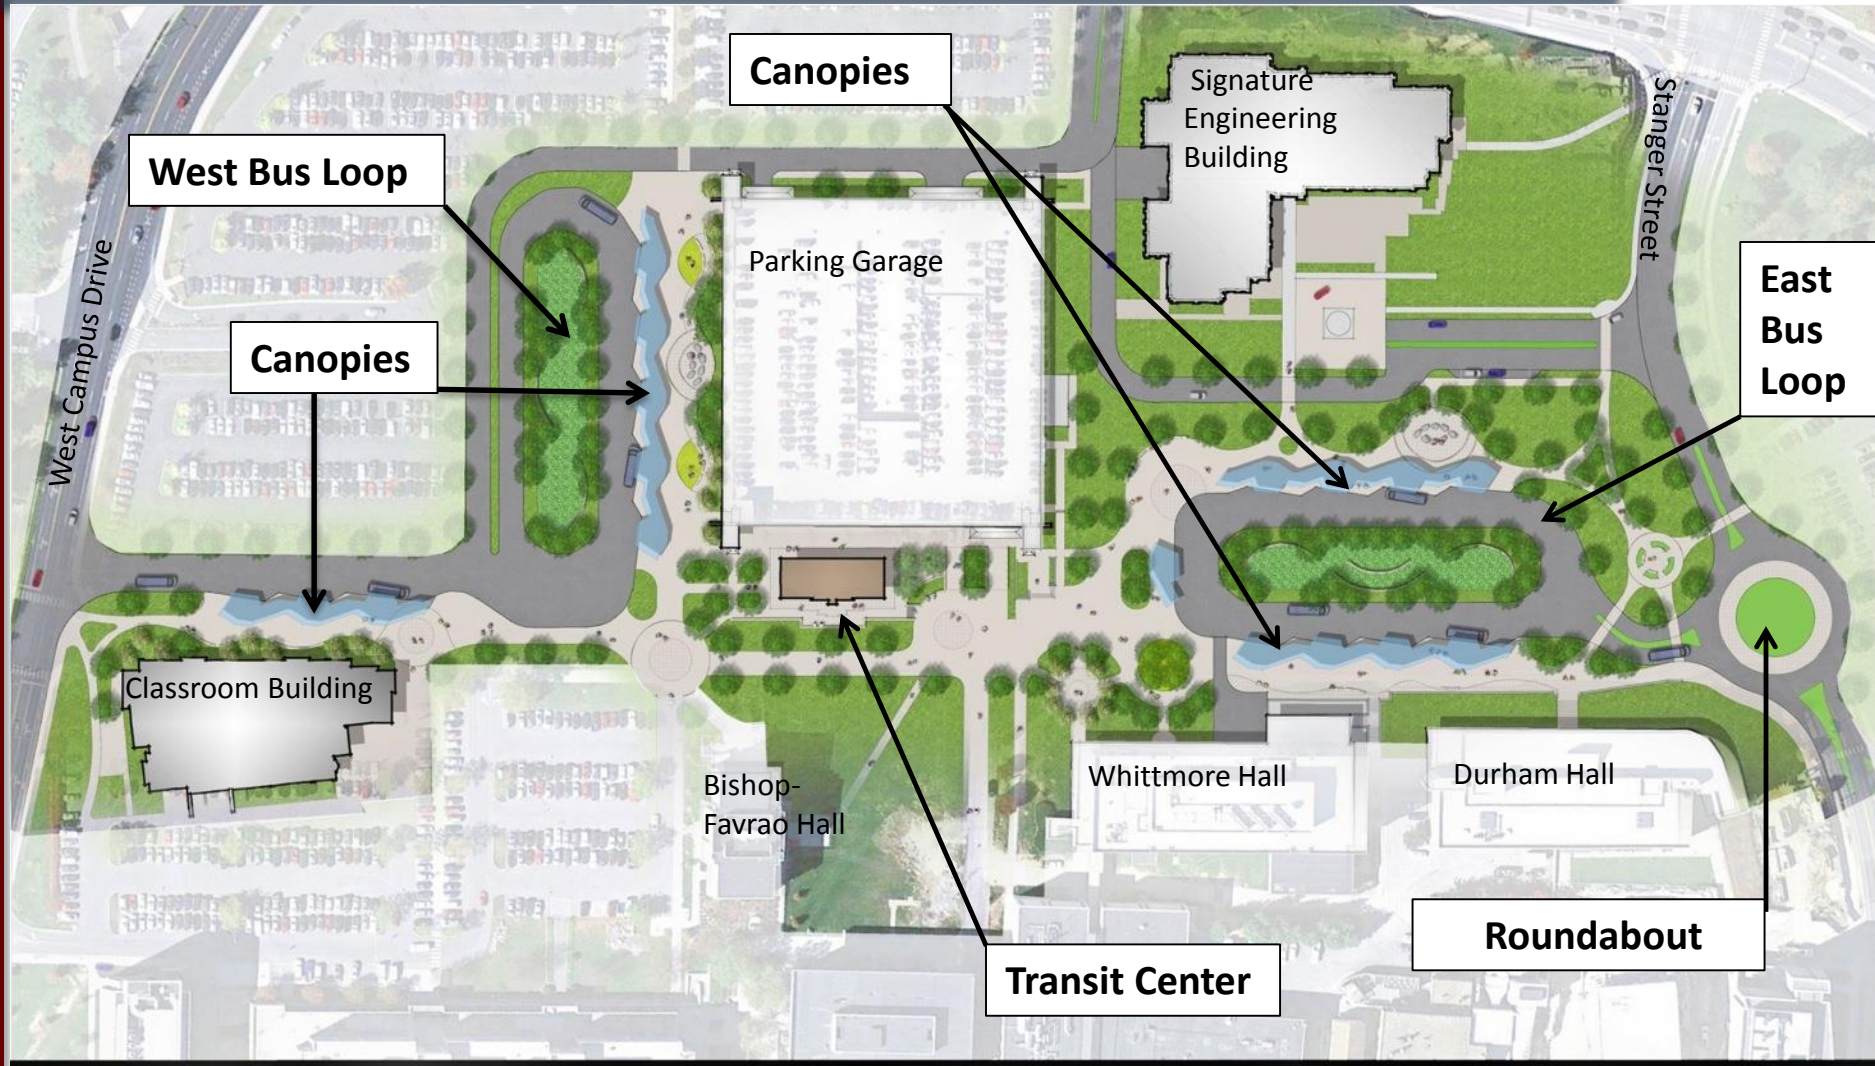 Canopies
Signature
Engineering
Building
Stanger Street
West Bus Loop
Parking Garage
East
Bus
Loop
West Campus Drive
Canopies
Classroom Building
Bishop-
Favrao Hall
Whittmore Hall
Durham Hall
Roundabout
Transit Center